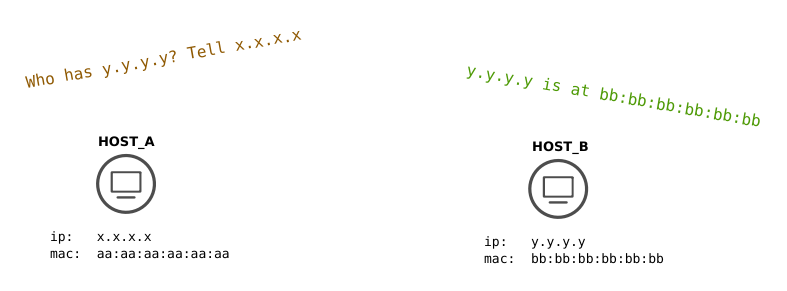 Who has y.y.y.y? Tell x.x.x.x
y.y.y.y is at bb:bb:bb:bb:bb:bb
HOST_A
ip: x.x.x.x
mac: aa:aa:aa:aa:aa:aa
HOST_B
ip: y.y.y.y
mac: bb:bb:bb:bb:bb:bb